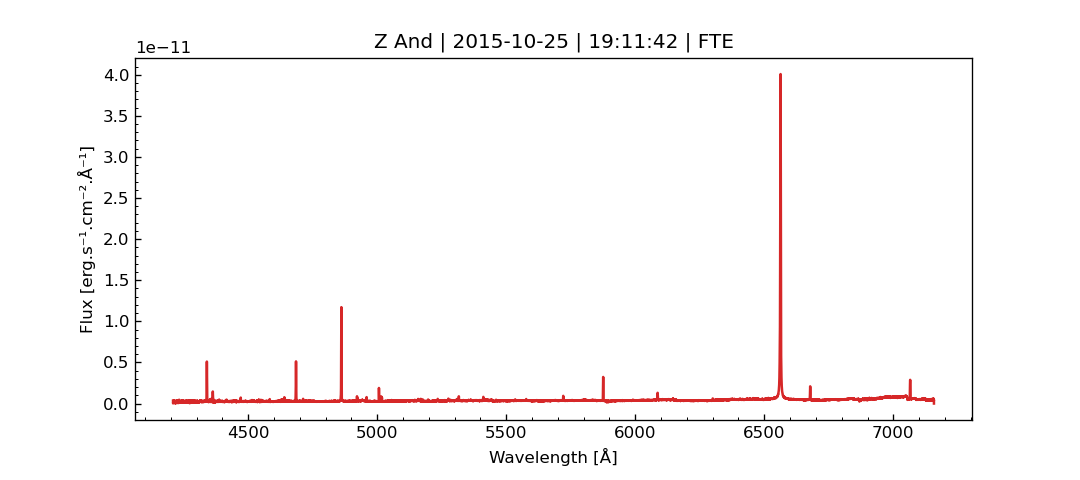 Z And | 2015-10-25 | 19:11:42 | FTE
1e−11
4.0
3.5
3.0
2.5
2.0
1.5
1.0
0.5
0.0
Flux [erg.s⁻¹.cm⁻².Å⁻¹]
4500 5000 5500 6000 6500 7000
Wavelength [Å]